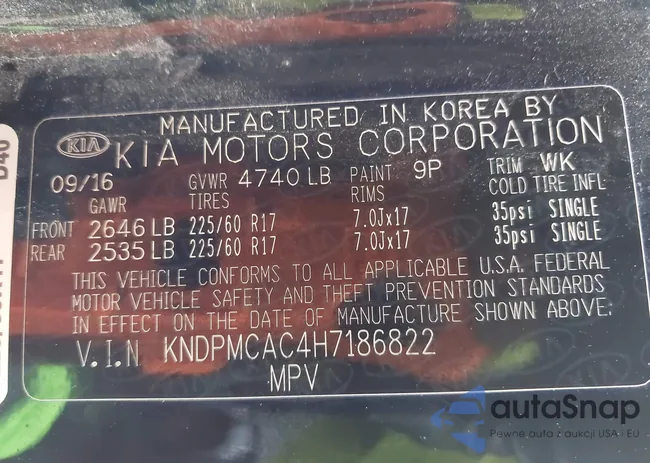 MANUFACTURED IN KOREA BY
KIA KIA MOTORS CORPORATION
09/16 GVWR 4740 LB PAINT 9P TRIM WK
GAWR TIRES RIMS COLD TIRE INFL
FRONT 2646 LB 225/60 R17 7.0Jx17 35psi SINGLE
REAR 2535 LB 225/60 R17 7.0Jx17 35psi SINGLE
THIS VEHICLE CONFORMS TO ALL APPLICABLE U.S.A. FEDERAL
MOTOR VEHICLE SAFETY AND THEFT PREVENTION STANDARDS
IN EFFECT ON THE DATE OF MANUFACTURE SHOWN ABOVE.
V.I.N KNDPMCAC4H7186822
MPV
D40
autaSnap
Pewne auta z aukcji USA i EU